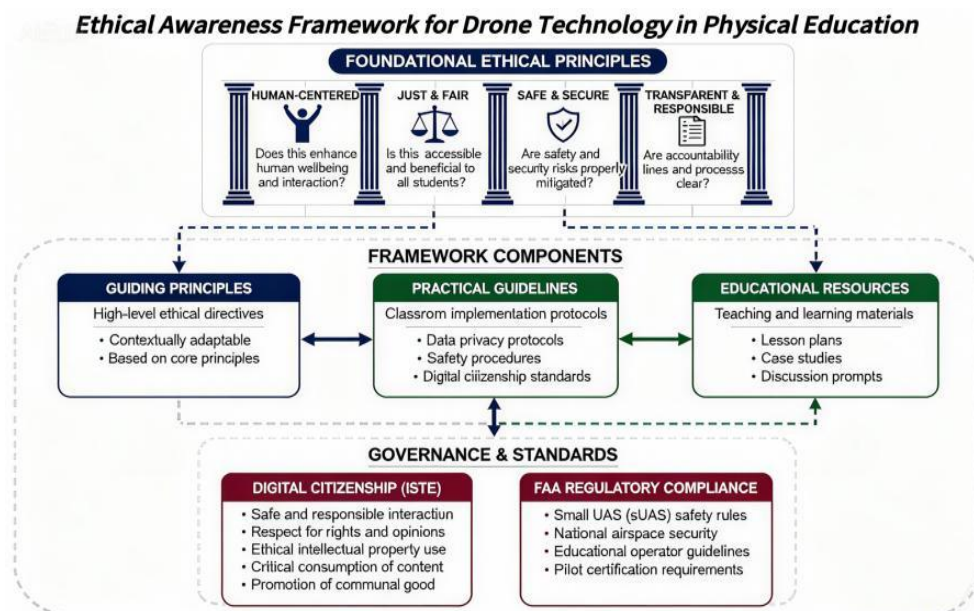 Ethical Awareness Framework for Drone Technology in Physical Education
FOUNDATIONAL ETHICAL PRINCIPLES
HUMAN-CENTERED
Does this enhance
human wellbeing
and interaction?
JUST & FAIR
Is this accessible
and beneficial to
all students?
SAFE & SECURE
Are safety and
security risks properly
mitigated?
TRANSPARENT &
RESPONSIBLE
Are accountability
lines and processs
clear?
FRAMEWORK COMPONENTS
GUIDING PRINCIPLES
High-level ethical directives
• Contextually adaptable
• Based on core principles
PRACTICAL GUIDELINES
Classrom implementation protocols
• Data privacy protocols
• Safety procedures
• Digital ciiizenship standards
EDUCATIONAL RESOURCES
Teaching and learning materials
• Lesson plans
• Case studies
• Discussion prompts
GOVERNANCE & STANDARDS
DIGITAL CITIZENSHIP (ISTE)
• Safe and responsible interactiun
• Respect for rights and opinions
• Ethical intellectual property use
• Critical consumption of content
• Promotion of communal good
FAA REGULATORY COMPLIANCE
• Small UAS (sUAS) safety rules
• National airspace security
• Educational operator guidelines
• Pilot certification requirements